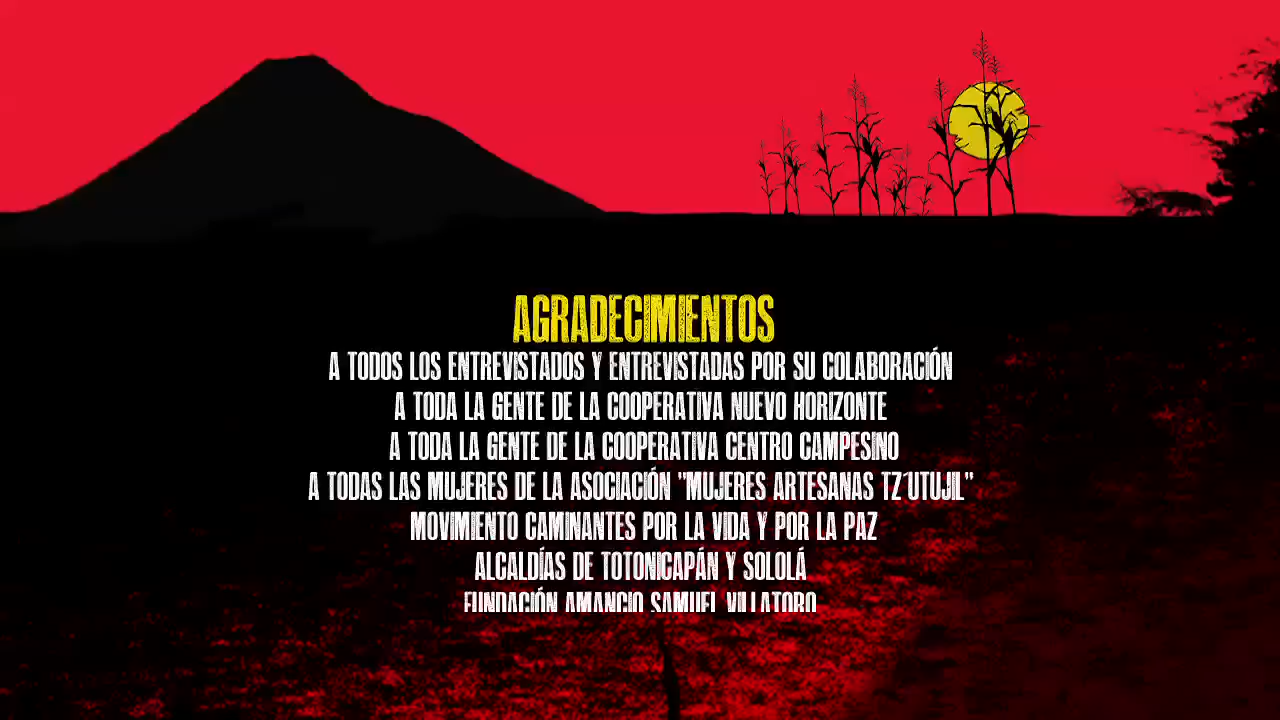 AGRADECIMIENTOS
A TODOS LOS ENTREVISTADOS Y ENTREVISTADAS POR SU COLABORACIÓN
A TODA LA GENTE DE LA COOPERATIVA NUEVO HORIZONTE
A TODA LA GENTE DE LA COOPERATIVA CENTRO CAMPESINO
A TODAS LAS MUJERES DE LA ASOCIACIÓN "MUJERES ARTESANAS TZ'UTUJIL"
MOVIMIENTO CAMINANTES POR LA VIDA Y POR LA PAZ
ALCALDÍAS DE TOTONICAPÁN Y SOLOLÁ
FUNDACIÓN AMANCIO SAMUEL VILLATORO